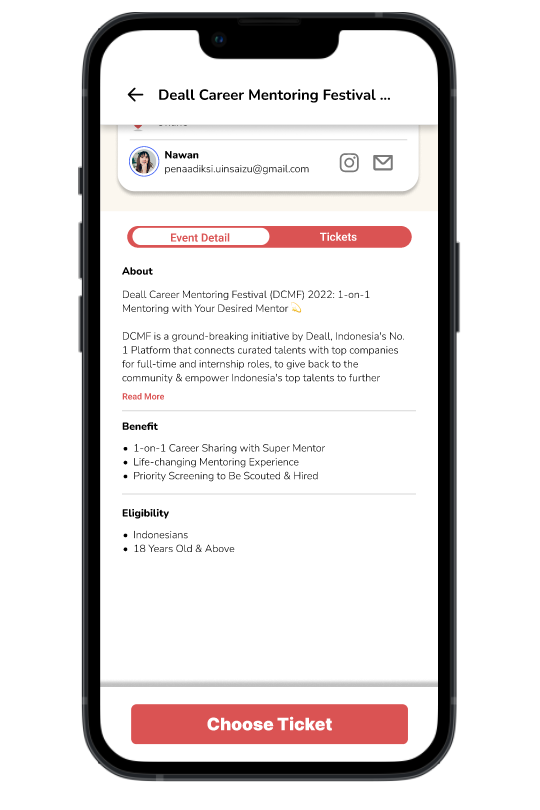 Deall Career Mentoring Festival ...
Nawan
penaadiksi.uinsaizu@gmail.com
Event Detail
Tickets
About
Deall Career Mentoring Festival (DCMF) 2022: 1-on-1
Mentoring with Your Desired Mentor 💫
DCMF is a ground-breaking initiative by Deall, Indonesia's No.
1 Platform that connects curated talents with top companies
for full-time and internship roles, to give back to the
community & empower Indonesia's top talents to further
Read More
Benefit
• 1-on-1 Career Sharing with Super Mentor
• Life-changing Mentoring Experience
• Priority Screening to Be Scouted & Hired
Eligibility
• Indonesians
• 18 Years Old & Above
Choose Ticket